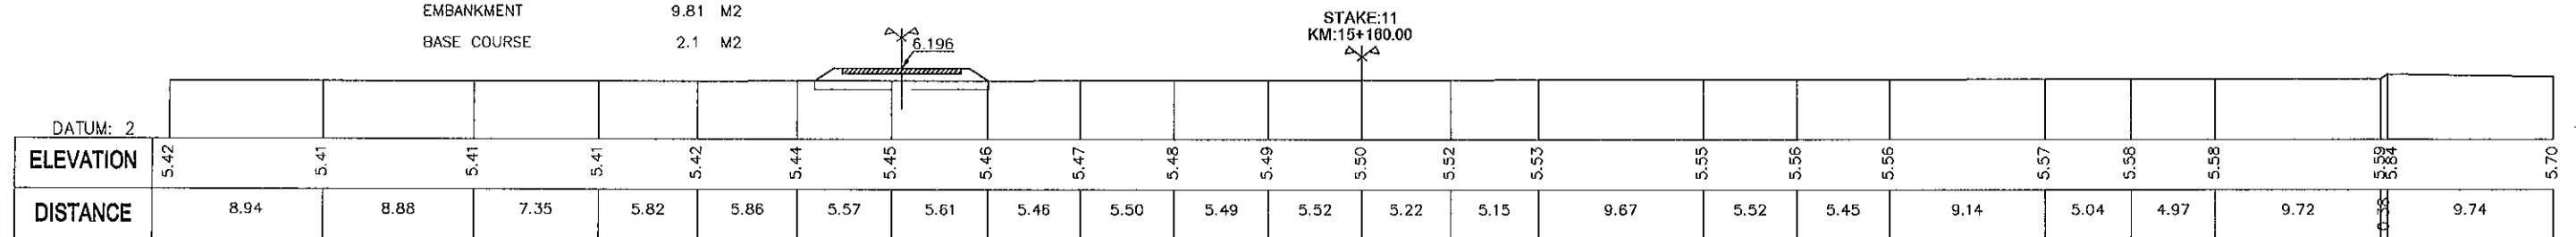 EMBANKMENT 9.81 M2
BASE COURSE 2.1 M2
6.196
STAKE:11
KM:15+160.00
DATUM: 2
ELEVATION 5.42 5.41 5.41 5.41 5.42 5.44 5.45 5.46 5.47 5.48 5.49 5.50 5.52 5.53 5.55 5.56 5.56 5.57 5.58 5.58 5.59 5.84 5.70
DISTANCE 8.94 8.88 7.35 5.82 5.86 5.57 5.61 5.46 5.50 5.49 5.52 5.22 5.15 9.67 5.52 5.45 9.14 5.04 4.97 9.72 0.38 9.74